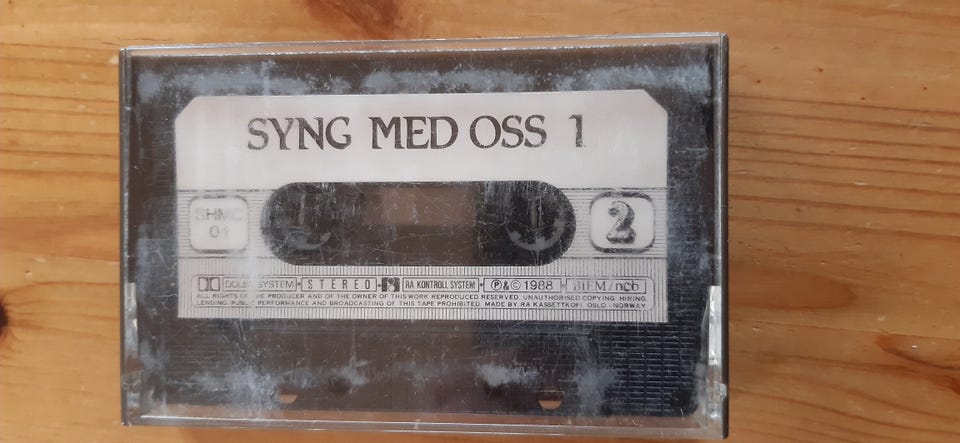 SYNG MED OSS 1
SHMC
01
2
DOLBY SYSTEM STEREO RA KONTROLL SYSTEM ℗&© 1988 BIEM/ncb
ALL RIGHTS OF THE PRODUCER AND OF THE OWNER OF THIS WORK REPRODUCED RESERVED. UNAUTHORISED COPYING, HIRING,
LENDING, PUBLIC PERFORMANCE AND BROADCASTING OF THIS TAPE PROHIBITED. MADE BY RA KASSETTKOPI, OSLO - NORWAY